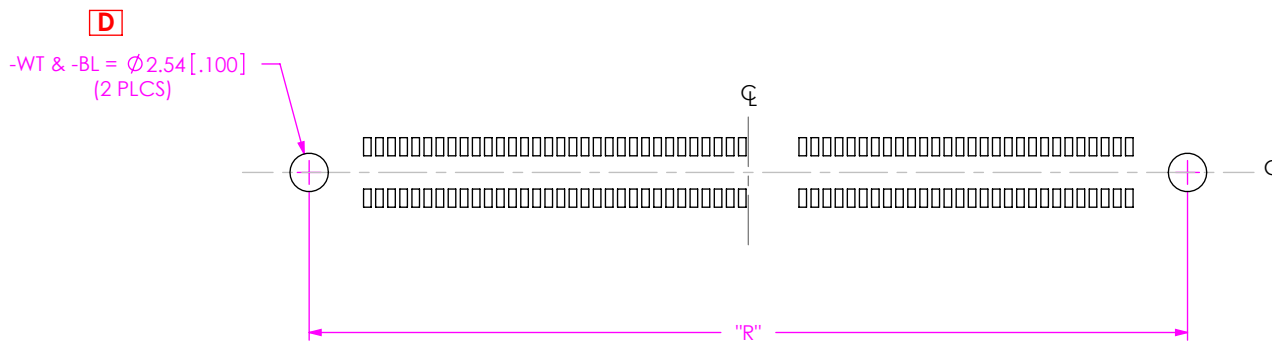 D
-WT & -BL = Ø2.54[.100]
(2 PLCS)
℄
"R"